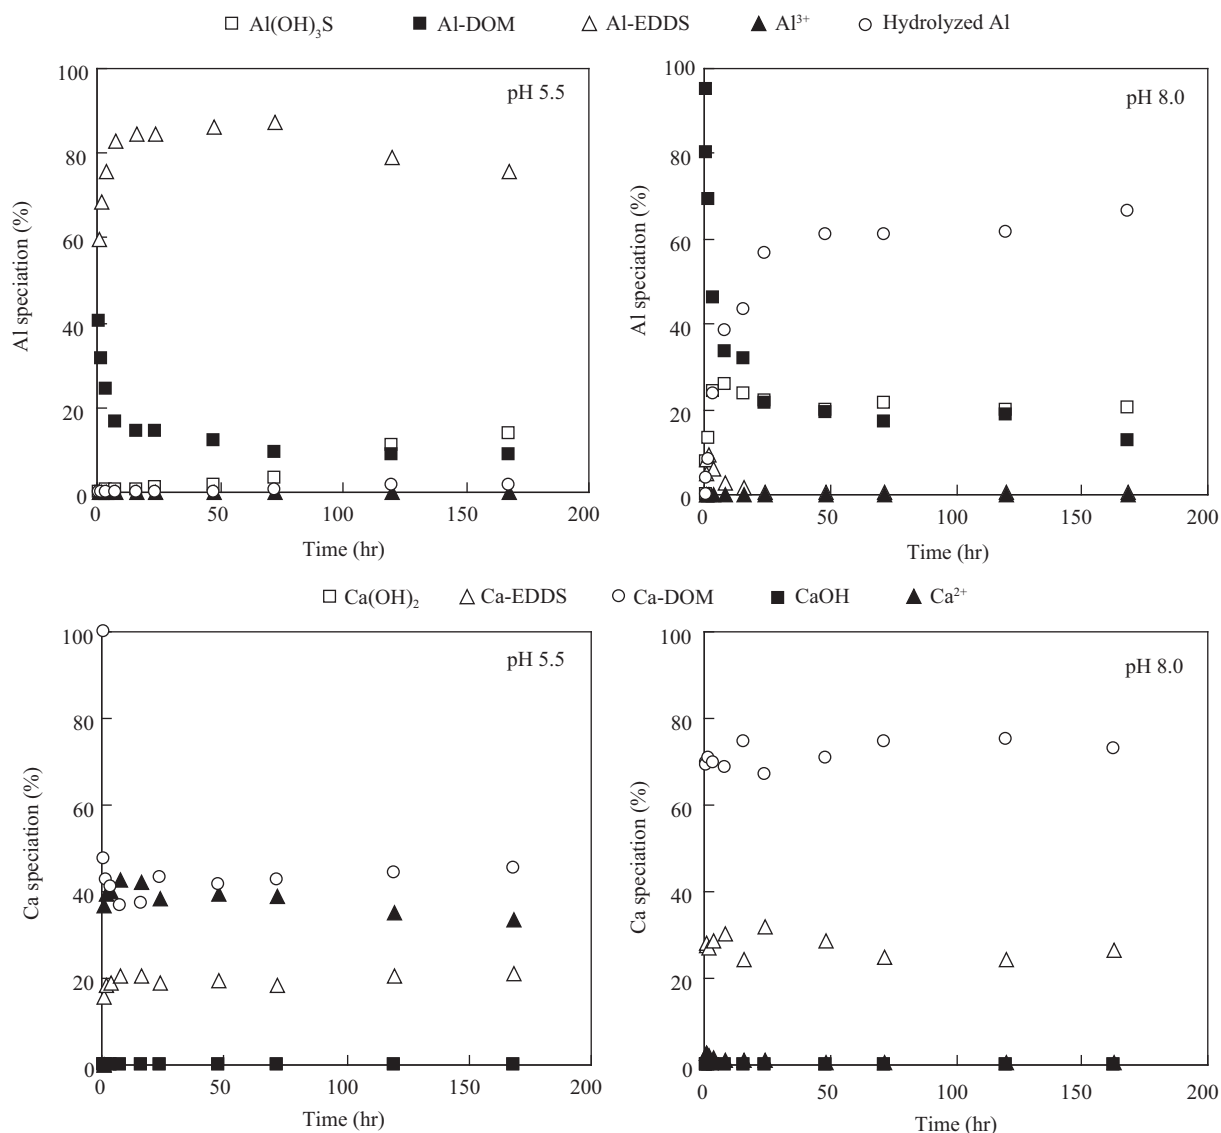 Al(OH)₃S Al-DOM Al-EDDS Al³⁺ Hydrolyzed Al
100
80
60
40
20
0
Al speciation (%)
pH 5.5
0 50 100 150 200
Time (hr)
100
80
60
40
20
0
Al speciation (%)
pH 8.0
0 50 100 150 200
Time (hr)
Ca(OH)₂ Ca-EDDS Ca-DOM CaOH Ca²⁺
100
80
60
40
20
0
Ca speciation (%)
pH 5.5
0 50 100 150 200
Time (hr)
100
80
60
40
20
0
Ca speciation (%)
pH 8.0
0 50 100 150 200
Time (hr)